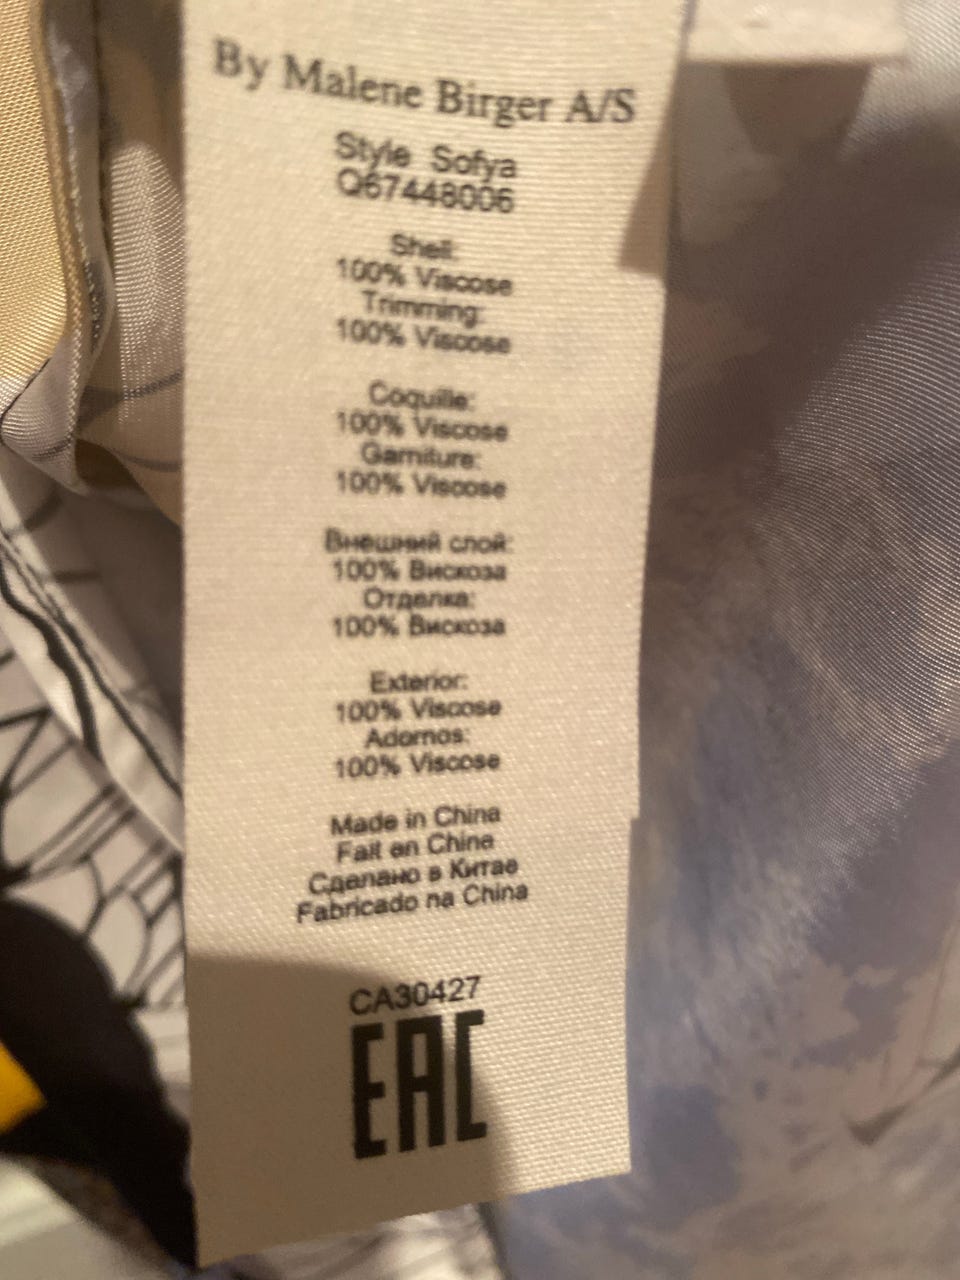 By Malene Birger A/S
Style Sofya
Q67448006
Shell:
100% Viscose
Trimming:
100% Viscose
Coquille:
100% Viscose
Garniture:
100% Viscose
Внешний слой:
100% Вискоза
Отделка:
100% Вискоза
Exterior:
100% Viscose
Adornos:
100% Viscose
Made in China
Fait en Chine
Сделано в Китае
Fabricado na China
CA30427
EAC